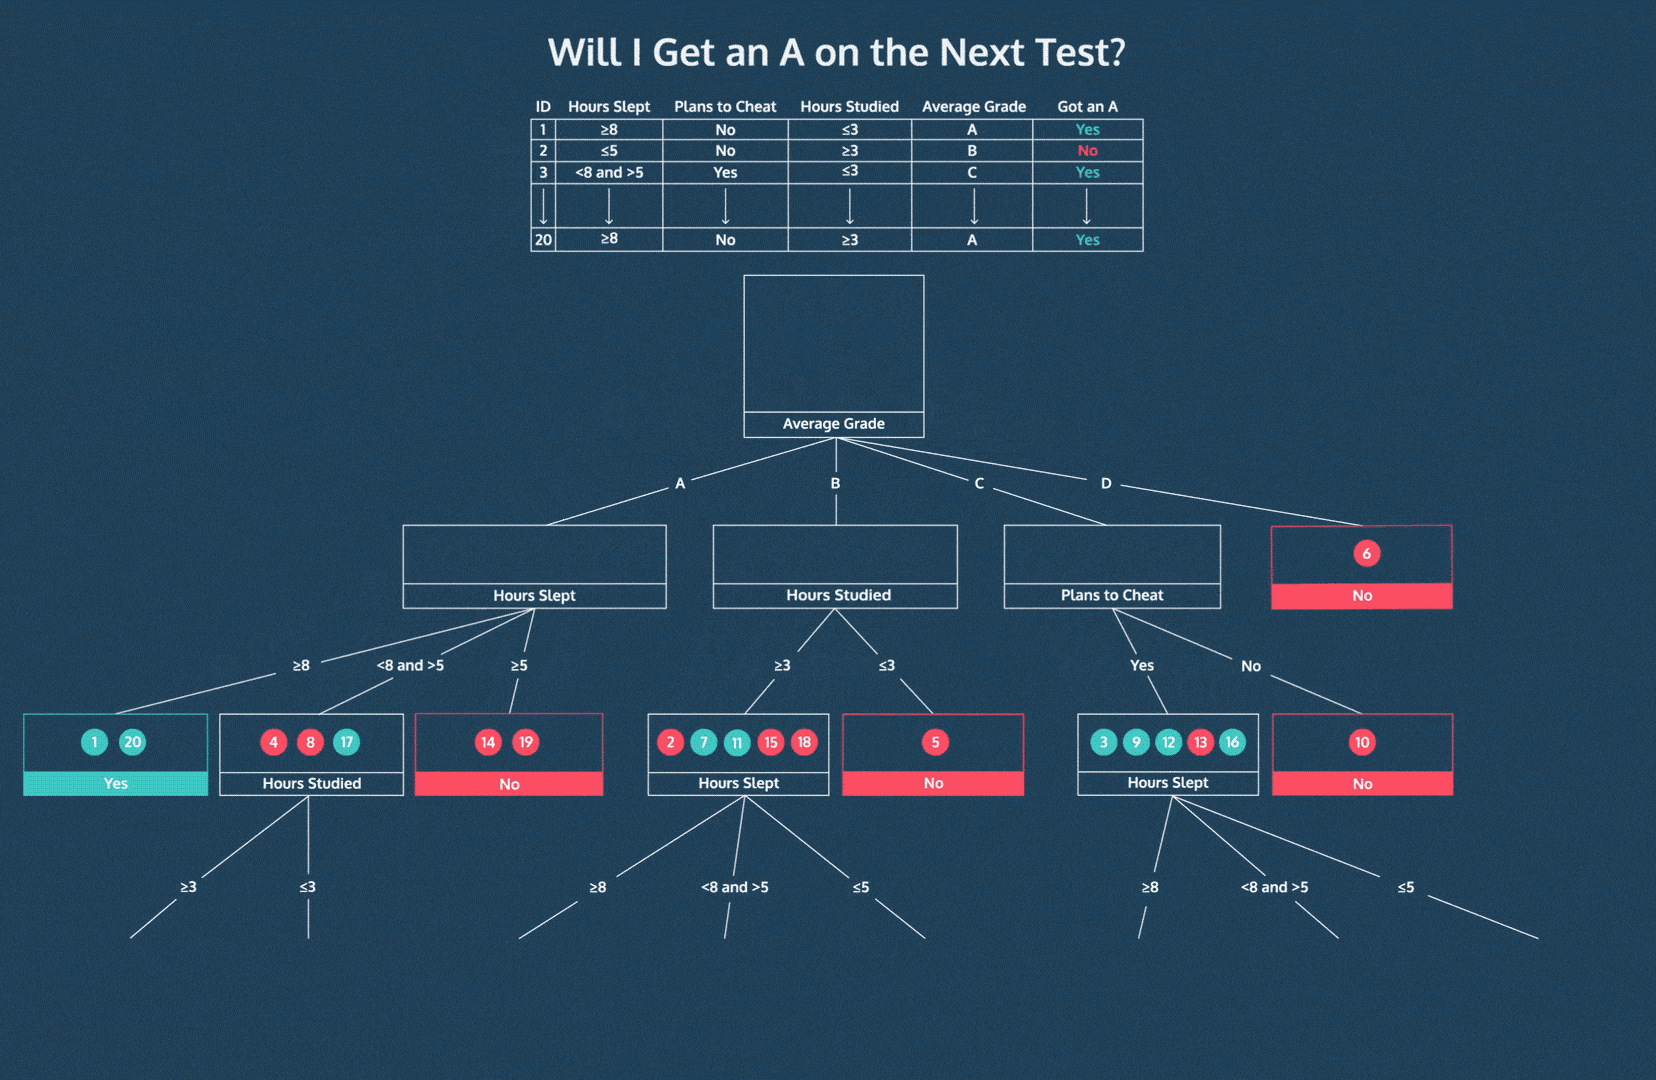 Will I Get an A on the Next Test?
ID Hours Slept Plans to Cheat Hours Studied Average Grade Got an A
1 ≥8 No ≤3 A Yes
2 ≤5 No ≥3 B No
3 <8 and >5 Yes ≤3 C Yes
20 ≥8 No ≥3 A Yes
Average Grade
A B C D
6
Hours Slept Hours Studied Plans to Cheat No
≥8 <8 and >5 ≥5 ≥3 ≤3 Yes No
1 20 4 8 17 14 19 2 7 11 15 18 5 3 9 12 13 16 10
Yes Hours Studied No Hours Slept No Hours Slept No
≥3 ≤3 ≥8 <8 and >5 ≤5 ≥8 <8 and >5 ≤5